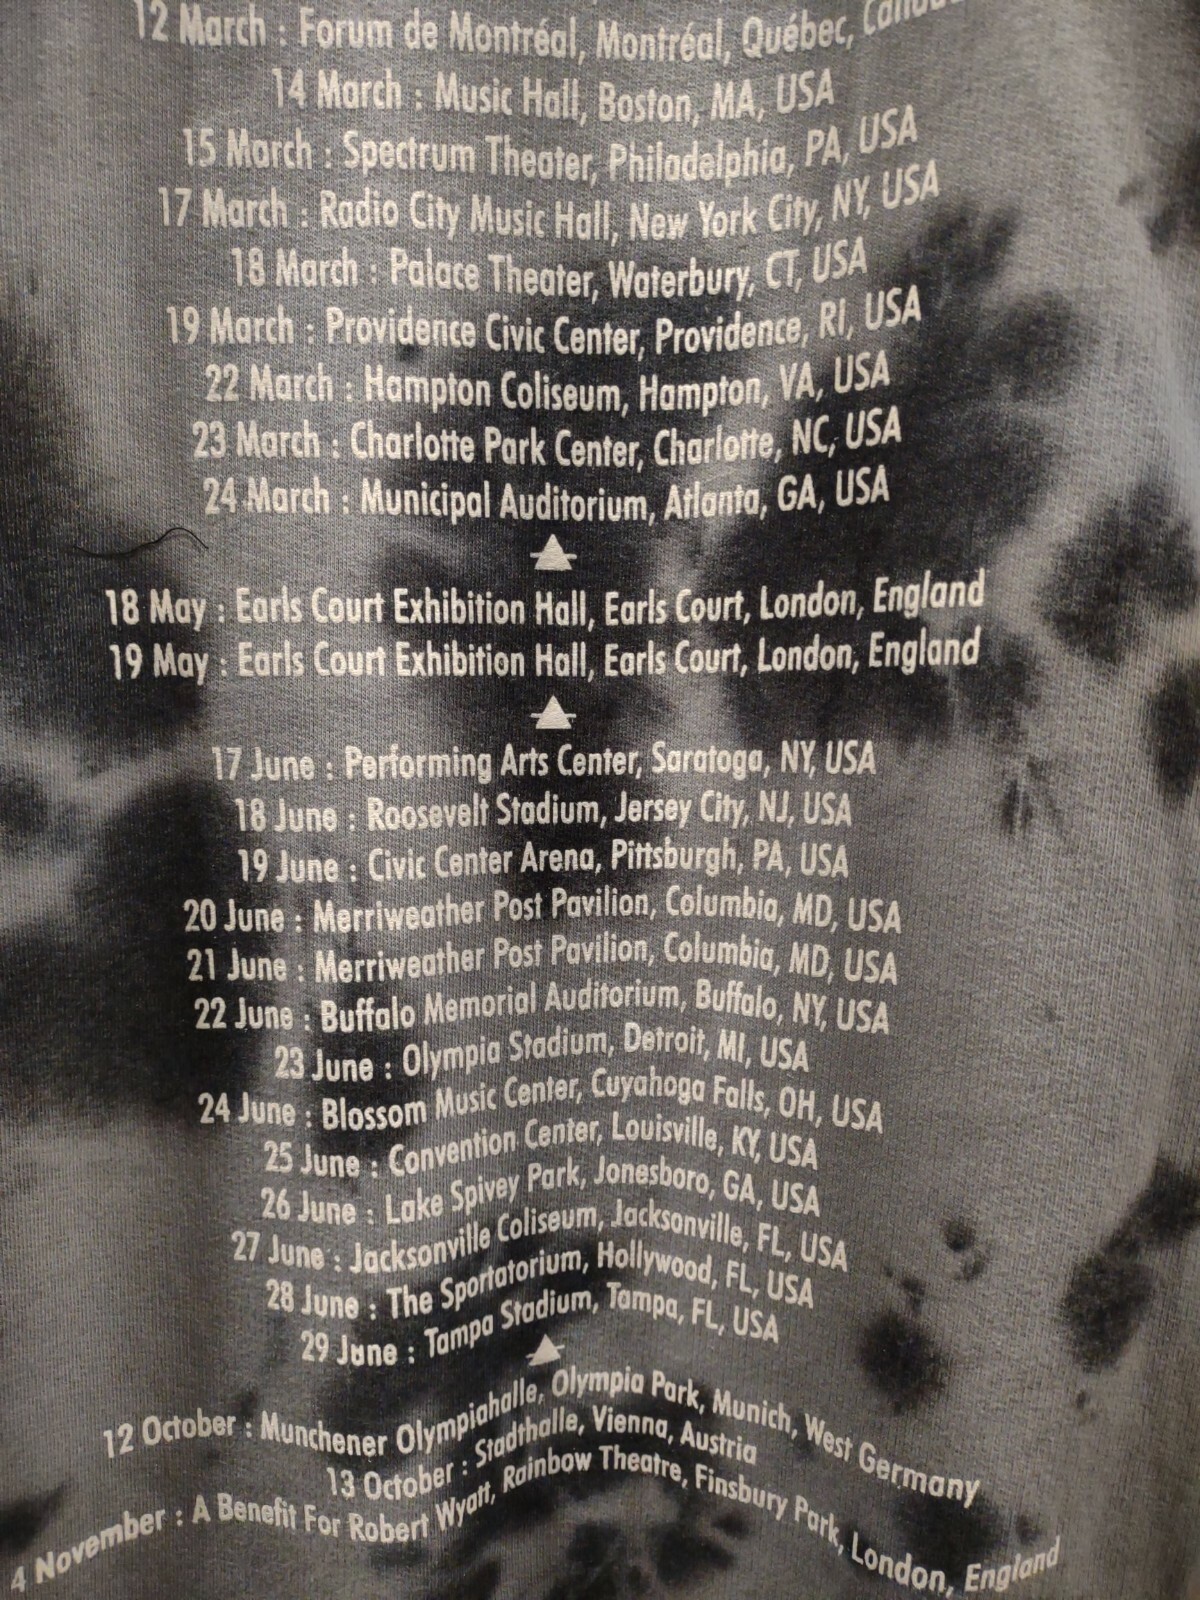 12 March : Forum de Montréal, Montréal, Québec, Canada
14 March : Music Hall, Boston, MA, USA
15 March : Spectrum Theater, Philadelphia, PA, USA
17 March : Radio City Music Hall, New York City, NY, USA
18 March : Palace Theater, Waterbury, CT, USA
19 March : Providence Civic Center, Providence, RI, USA
22 March : Hampton Coliseum, Hampton, VA, USA
23 March : Charlotte Park Center, Charlotte, NC, USA
24 March : Municipal Auditorium, Atlanta, GA, USA
18 May : Earls Court Exhibition Hall, Earls Court, London, England
19 May : Earls Court Exhibition Hall, Earls Court, London, England
17 June : Performing Arts Center, Saratoga, NY, USA
18 June : Roosevelt Stadium, Jersey City, NJ, USA
19 June : Civic Center Arena, Pittsburgh, PA, USA
20 June : Merriweather Post Pavilion, Columbia, MD, USA
21 June : Merriweather Post Pavilion, Columbia, MD, USA
22 June : Buffalo Memorial Auditorium, Buffalo, NY, USA
23 June : Olympia Stadium, Detroit, MI, USA
24 June : Blossom Music Center, Cuyahoga Falls, OH, USA
25 June : Convention Center, Louisville, KY, USA
26 June : Lake Spivey Park, Jonesboro, GA, USA
27 June : Jacksonville Coliseum, Jacksonville, FL, USA
28 June : The Sportatorium, Hollywood, FL, USA
29 June : Tampa Stadium, Tampa, FL, USA
12 October : Munchener Olympiahalle, Olympia Park, Munich, West Germany
13 October : Stadthalle, Vienna, Austria
4 November : A Benefit For Robert Wyatt, Rainbow Theatre, Finsbury Park, London, England